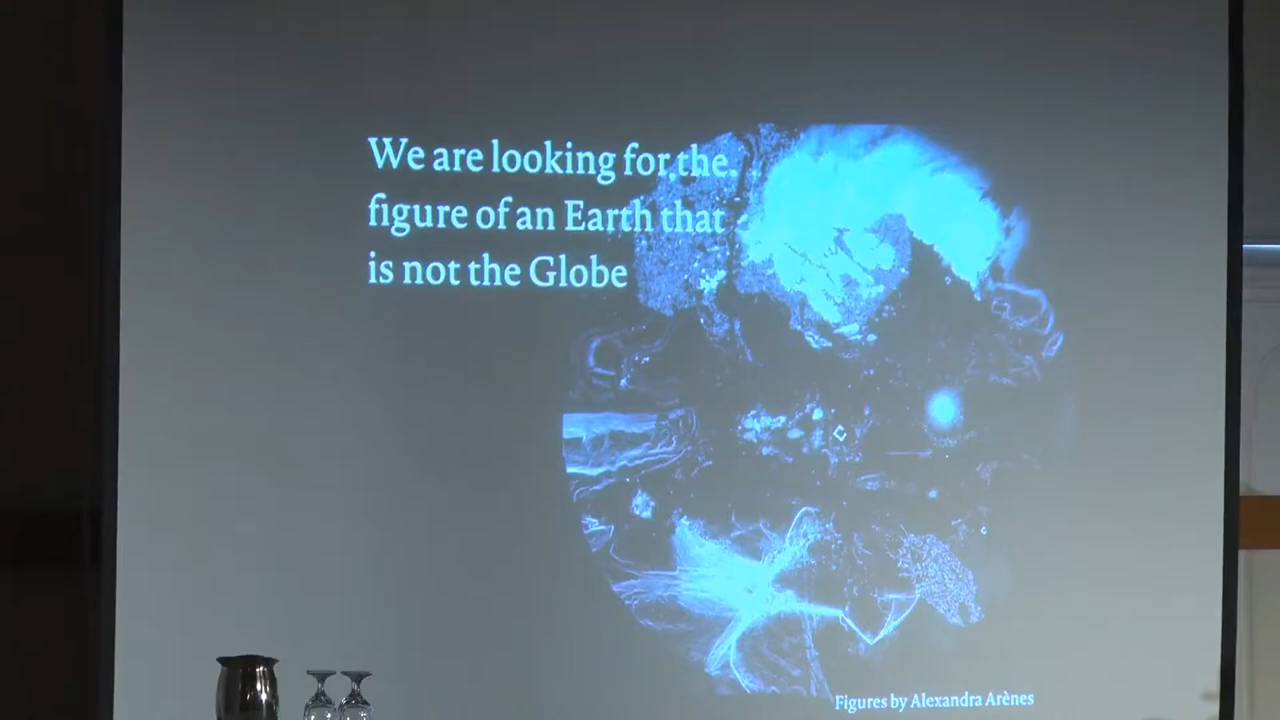 We are looking for the
figure of an Earth that
is not the Globe
Figures by Alexandra Arènes